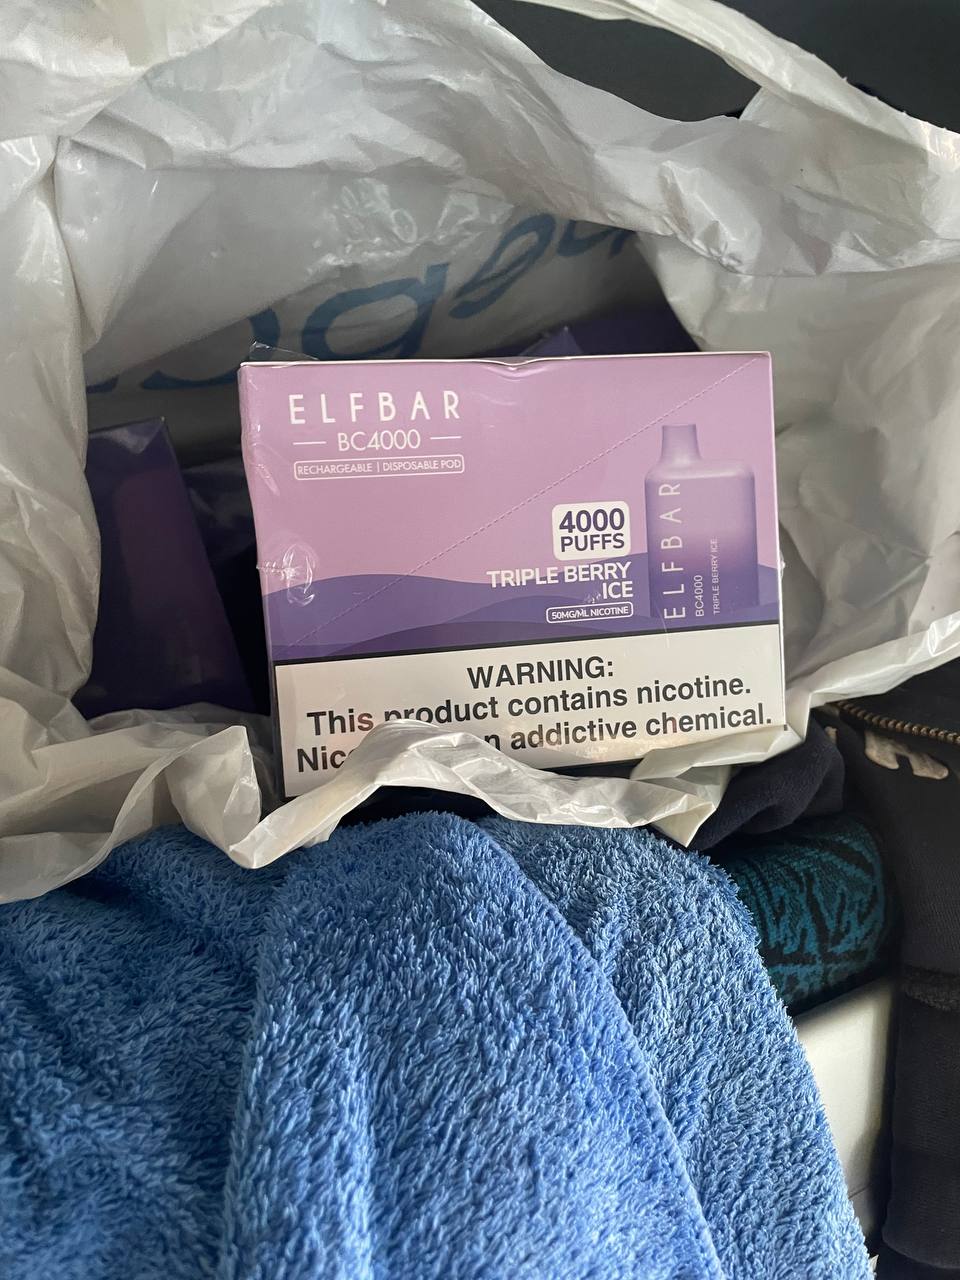 ELFBAR
BC4000
RECHARGEABLE | DISPOSABLE POD
4000
PUFFS
TRIPLE BERRY
ICE
50MG/ML NICOTINE
ELFBAR
BC4000
TRIPLE BERRY ICE
WARNING:
This product contains nicotine.
addictive chemical.